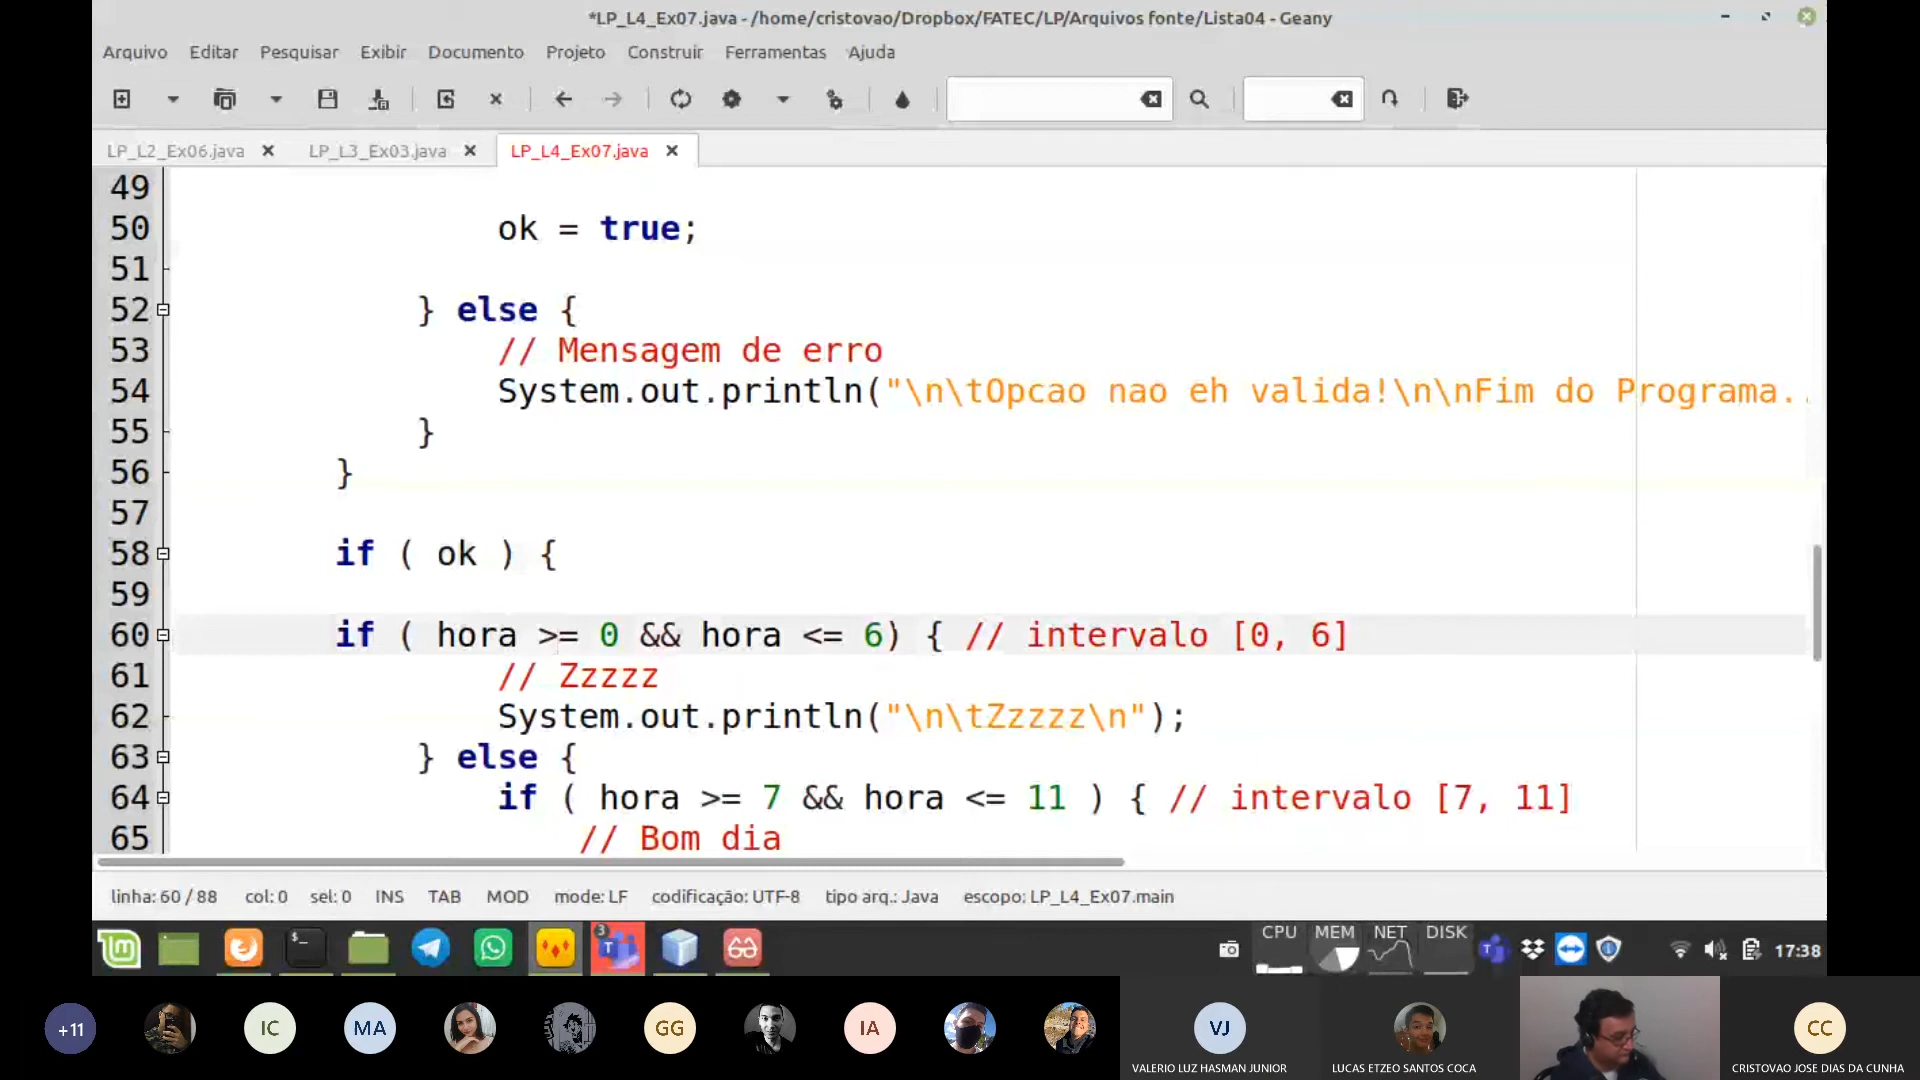 *LP_L4_Ex07.java - /home/cristovao/Dropbox/FATEC/LP/Arquivos fonte/Lista04 - Geany
Arquivo Editar Pesquisar Exibir Documento Projeto Construir Ferramentas Ajuda
LP_L2_Ex06.java LP_L3_Ex03.java LP_L4_Ex07.java
49
50 ok = true;
51
52 } else {
53 // Mensagem de erro
54 System.out.println("\n\tOpcao nao eh valida!\n\nFim do Programa..
55 }
56 }
57
58 if ( ok ) {
59
60 if ( hora >= 0 && hora <= 6) { // intervalo [0, 6]
61 // Zzzzz
62 System.out.println("\n\tZzzzz\n");
63 } else {
64 if ( hora >= 7 && hora <= 11 ) { // intervalo [7, 11]
65 // Bom dia
linha: 60 / 88 col: 0 sel: 0 INS TAB MOD mode: LF codificação: UTF-8 tipo arq.: Java escopo: LP_L4_Ex07.main
3 CPU MEM NET DISK 17:38
+11 IC MA GG IA VJ CC
VALERIO LUZ HASMAN JUNIOR LUCAS ETZEO SANTOS COCA CRISTOVAO JOSE DIAS DA CUNHA